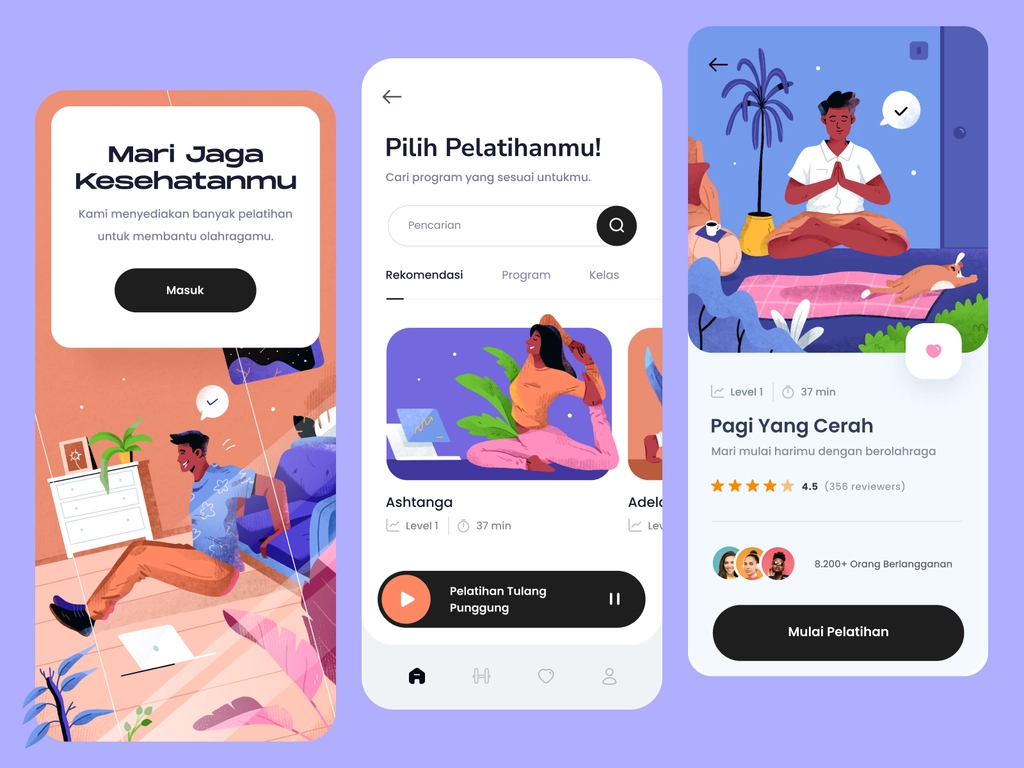 Mari Jaga
Kesehatanmu
Kami menyediakan banyak pelatihan
untuk membantu olahragamu.
Masuk
Pilih Pelatihanmu!
Cari program yang sesuai untukmu.
Pencarian
Rekomendasi Program Kelas
Ashtanga
Level 1 37 min
Pelatihan Tulang
Punggung
Level 1 37 min
Pagi Yang Cerah
Mari mulai harimu dengan berolahraga
4.5 (356 reviewers)
8.200+ Orang Berlangganan
Mulai Pelatihan